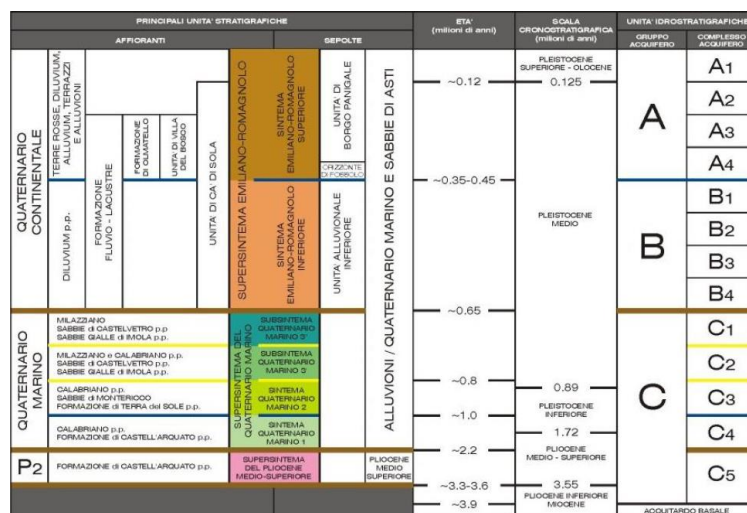 PRINCIPALI UNITÀ STRATIGRAFICHE
ETA'
(milioni di anni)
SCALA
CRONOSTRATIGRAFICA
(milioni di anni)
UNITA' IDROSTRATIGRAFICHE
AFFIORANTI
SEPOLTE
GRUPPO
ACQUIFERO
COMPLESSO
ACQUIFERO
QUATERNARIO
CONTINENTALE
TERRE ROSSE, DILUVIUM,
ALLUVIUM, TERRAZZI
E ALLUVIONI
DILUVIUM p.p.
FORMAZIONE
FLUVIO - LACUSTRE
FORMAZIONE
DI OLMATELLO
UNITA' DI VILLA
DEL BOSCO
UNITA' DI CA' DI SOLA
SUPERSINTEMA EMILIANO-ROMAGNOLO
SINTEMA
EMILIANO-ROMAGNOLO
SUPERIORE
SINTEMA
EMILIANO-ROMAGNOLO
INFERIORE
UNITA' DI
BORGO PANIGALE
ORIZZONTE
DI FOSSOLO
UNITA' ALLUVIONALE
INFERIORE
ALLUVIONI / QUATERNARIO MARINO E SABBIE DI ASTI
~0.12
~0.35-0.45
~0.65
~0.8
~1.0
~2.2
~3.3-3.6
~3.9
PLEISTOCENE
SUPERIORE - OLOCENE
0.125
PLEISTOCENE
MEDIO
0.89
PLEISTOCENE
INFERIORE
1.72
PLIOCENE
MEDIO - SUPERIORE
3.55
PLIOCENE INFERIORE
MIOCENE
A
A1
A2
A3
A4
B
B1
B2
B3
B4
C
C1
C2
C3
C4
C5
ACQUITARDO BASALE
QUATERNARIO
MARINO
MILAZZIANO
SABBIE di CASTELVETRO p.p
SABBIE GIALLE di IMOLA p.p.
MILAZZIANO e CALABRIANO p.p.
SABBIE di CASTELVETRO p.p.
SABBIE GIALLE di IMOLA p.p.
CALABRIANO p.p.
SABBIE di MONTERICCO
FORMAZIONE di TERRA del SOLE p.p.
CALABRIANO p.p.
FORMAZIONE di CASTELL'ARQUATO p.p.
SUPERSINTEMA DEL
QUATERNARIO MARINO
SUBSINTEMA
QUATERNARIO
MARINO 3''
SUBSINTEMA
QUATERNARIO
MARINO 3'
SINTEMA
QUATERNARIO
MARINO 2
SINTEMA
QUATERNARIO
MARINO 1
P2
FORMAZIONE di CASTELL'ARQUATO p.p.
SUPERSINTEMA
DEL PLIOCENE
MEDIO-SUPERIORE
PLIOCENE
MEDIO
SUPERIORE